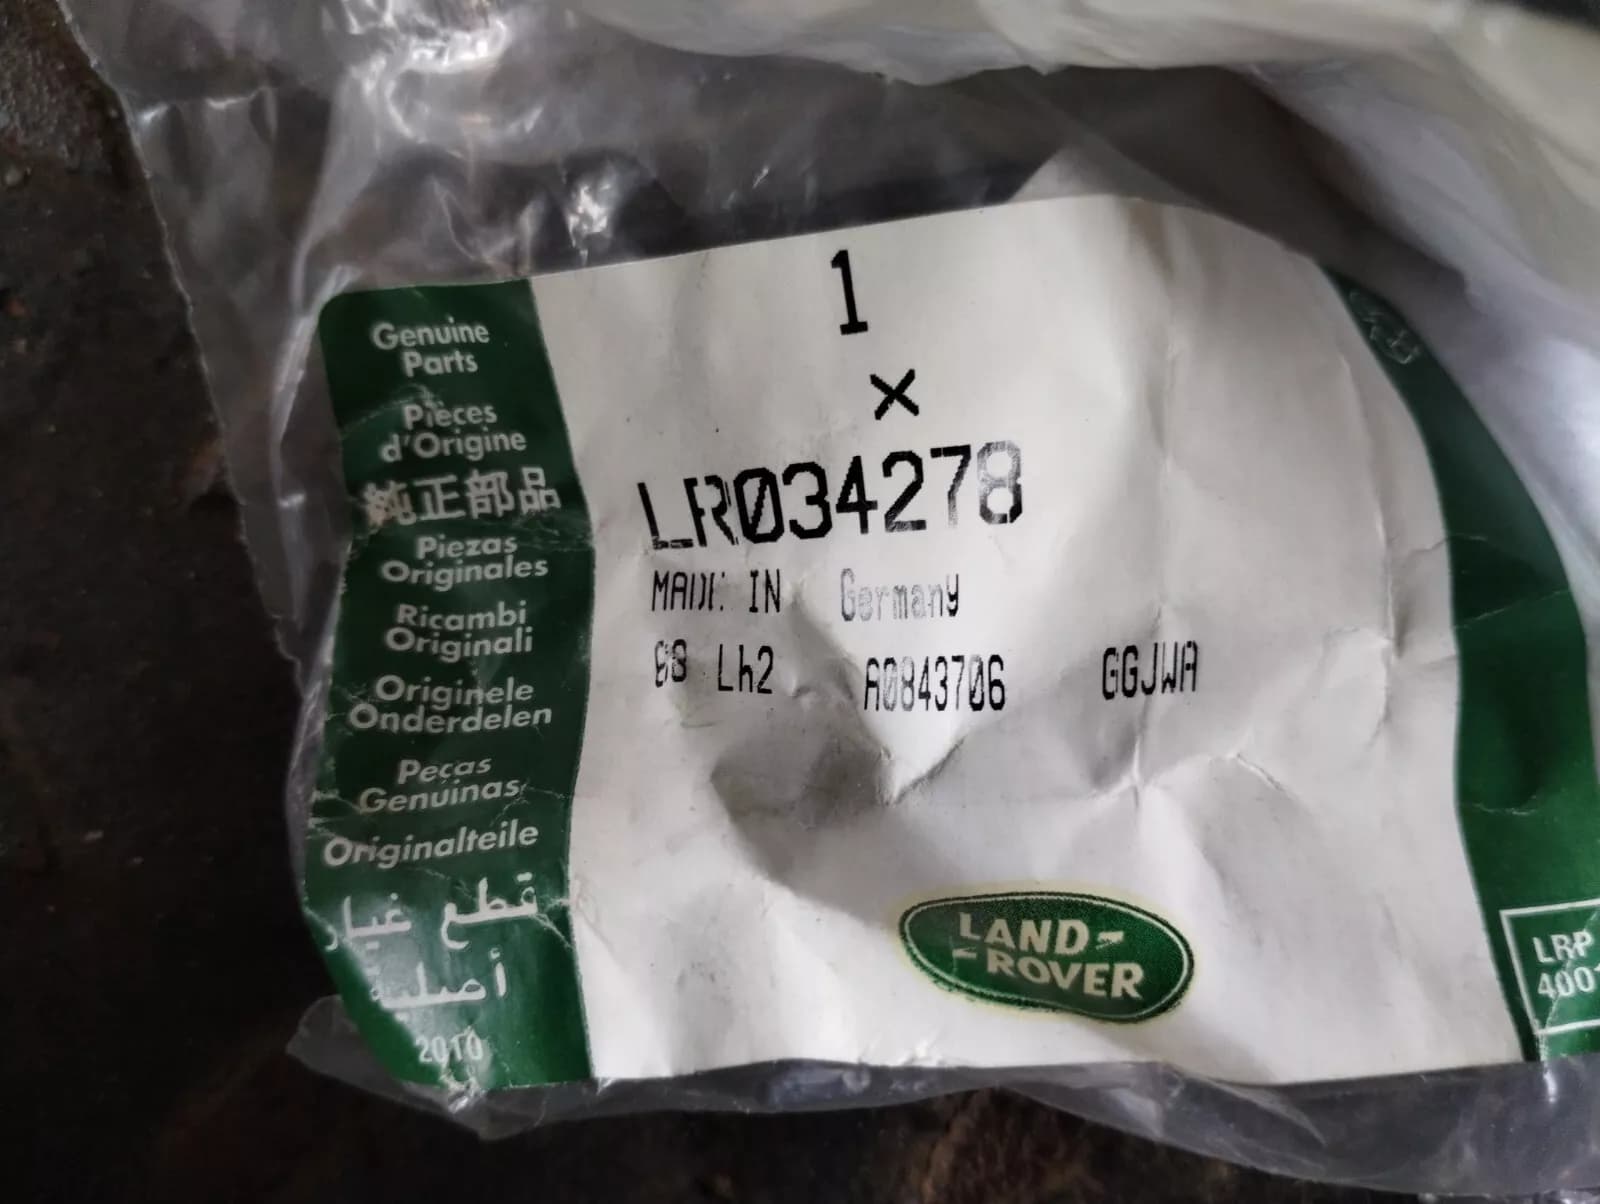 Genuine
Parts
Pièces
d'Origine
純正部品
Piezas
Originales
Ricambi
Originali
Originele
Onderdelen
Peças
Genuínas
Originalteile
قطع غيار
أصلية
2010
1
×
LR034278
MADE IN Germany
Lh2 A0843706 GGJWA
LAND-
-ROVER
LRP
4001